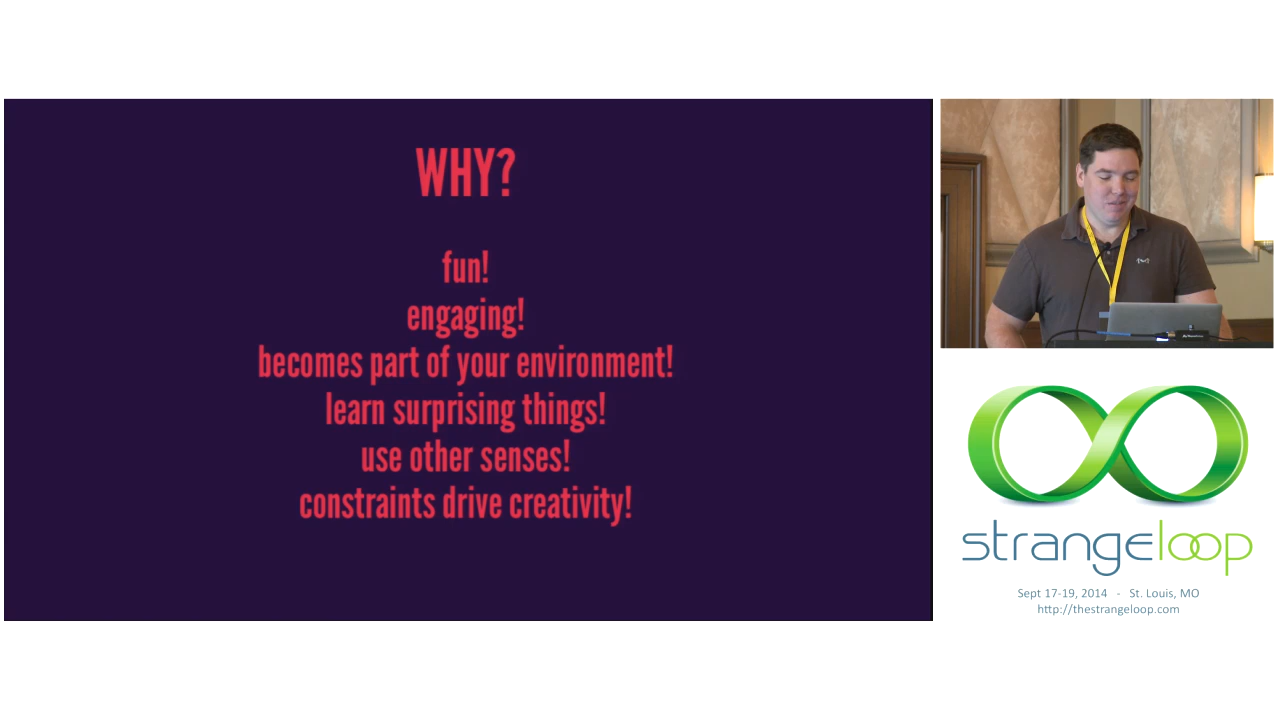 WHY?
fun!
engaging!
becomes part of your environment!
learn surprising things!
use other senses!
constraints drive creativity!
strangeloop
Sept 17-19, 2014 - St. Louis, MO
http://thestrangeloop.com